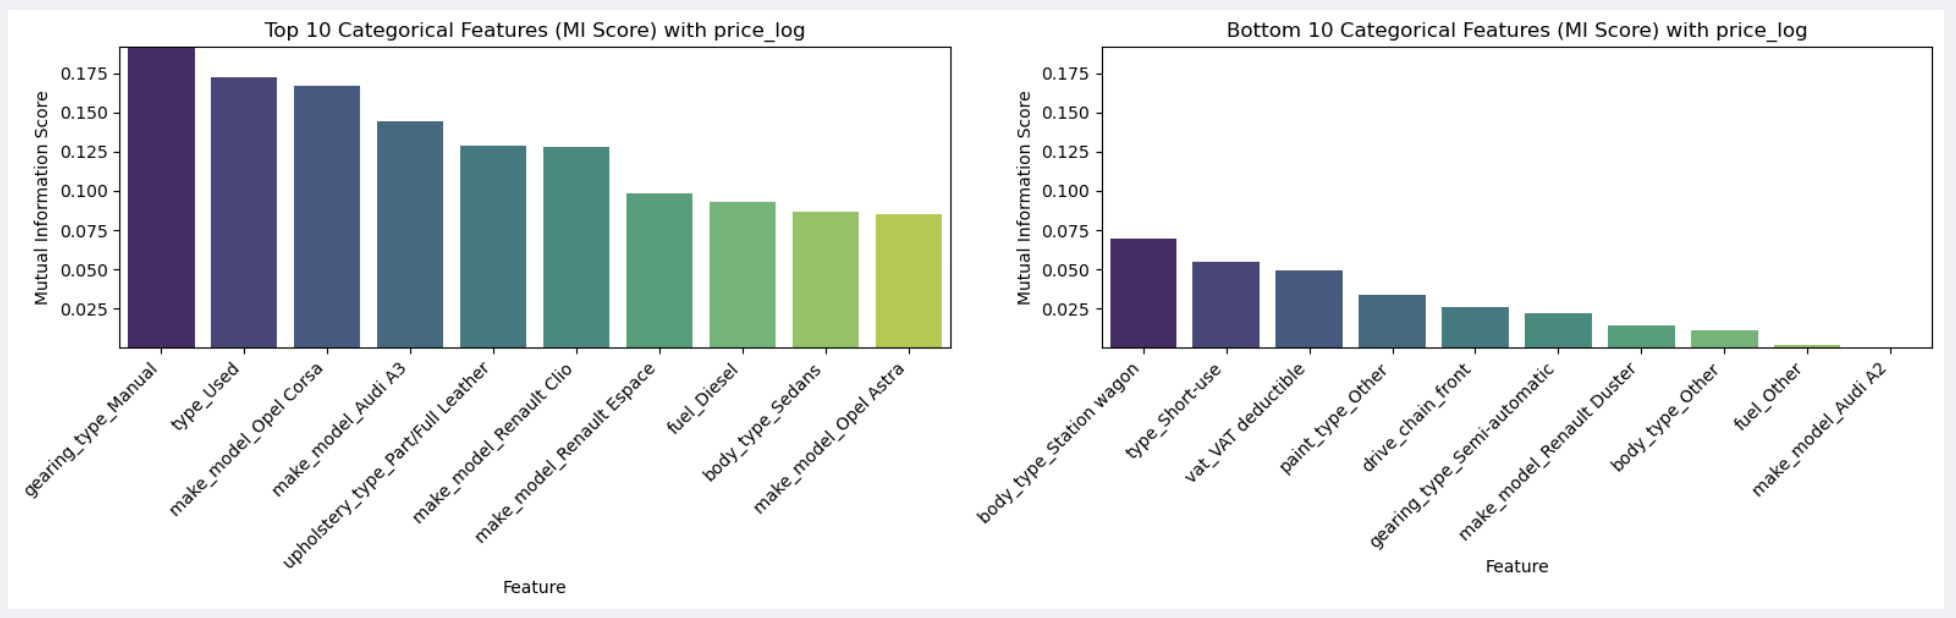 Top 10 Categorical Features (MI Score) with price_log
Mutual Information Score
0.175
0.150
0.125
0.100
0.075
0.050
0.025
gearing_type_Manual
type_Used
make_model_Opel Corsa
make_model_Audi A3
upholstery_type_Part/Full Leather
make_model_Renault Clio
make_model_Renault Espace
fuel_Diesel
body_type_Sedans
make_model_Opel Astra
Feature
Bottom 10 Categorical Features (MI Score) with price_log
Mutual Information Score
0.175
0.150
0.125
0.100
0.075
0.050
0.025
body_type_Station wagon
type_Short-use
vat_VAT deductible
paint_type_Other
drive_chain_front
gearing_type_Semi-automatic
make_model_Renault Duster
body_type_Other
fuel_Other
make_model_Audi A2
Feature